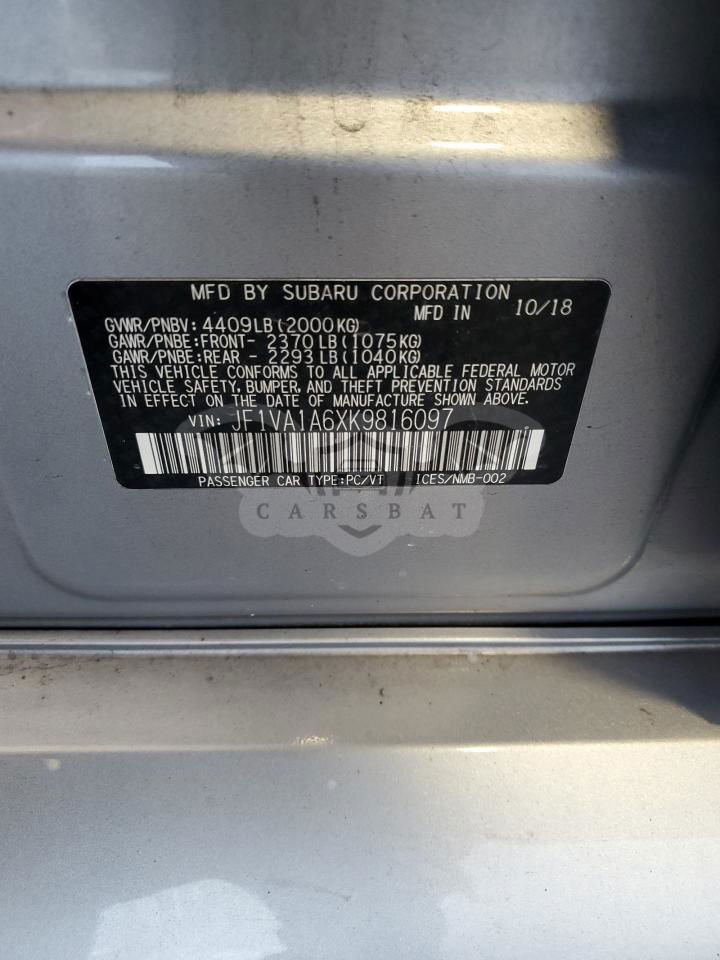 MFD BY SUBARU CORPORATION
MFD IN 10/18
GVWR/PNBV: 4409LB(2000KG)
GAWR/PNBE:FRONT- 2370LB(1075KG)
GAWR/PNBE:REAR - 2293LB(1040KG)
THIS VEHICLE CONFORMS TO ALL APPLICABLE FEDERAL MOTOR
VEHICLE SAFETY, BUMPER, AND THEFT PREVENTION STANDARDS
IN EFFECT ON THE DATE OF MANUFACTURE SHOWN ABOVE.
VIN: JF1VA1A6XK9816097
PASSENGER CAR TYPE:PC/VT ICES/NMB-002
CARSBAT